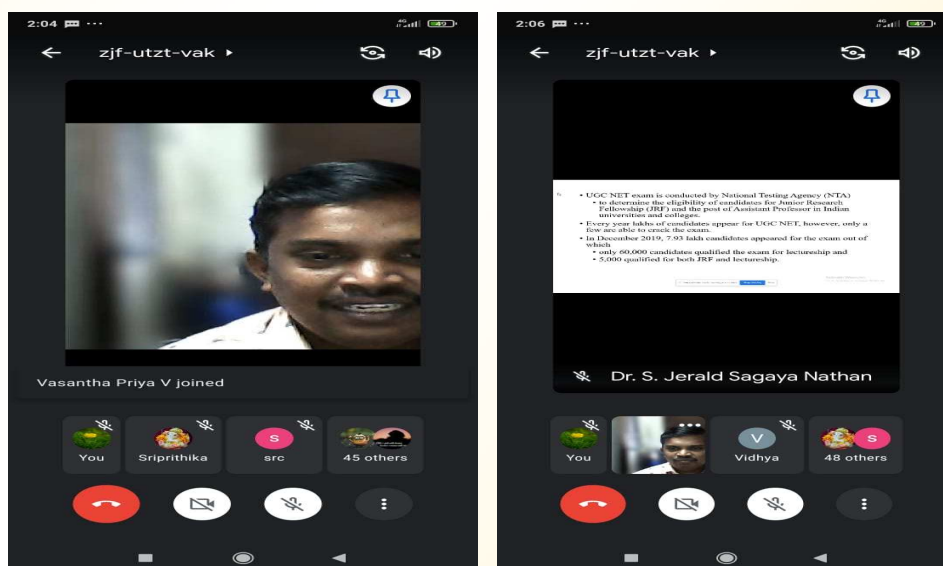 2:04 ...
4G
49
zjf-utzt-vak
Vasantha Priya V joined
You
Sriprithika
S
src
45 others
2:06 ...
4G
49
zjf-utzt-vak
• UGC NET exam is conducted by National Testing Agency (NTA)
• to determine the eligibility of candidates for Junior Research
Fellowship (JRF) and the post of Assistant Professor in Indian
universities and colleges.
• Every year lakhs of candidates appear for UGC NET, however, only a
few are able to crack the exam.
• In December 2019, 7.93 lakh candidates appeared for the exam out of
which
• only 60,000 candidates qualified the exam for lectureship and
• 5,000 qualified for both JRF and lectureship.
Dr. S. Jerald Sagaya Nathan
You
V
Vidhya
S
48 others